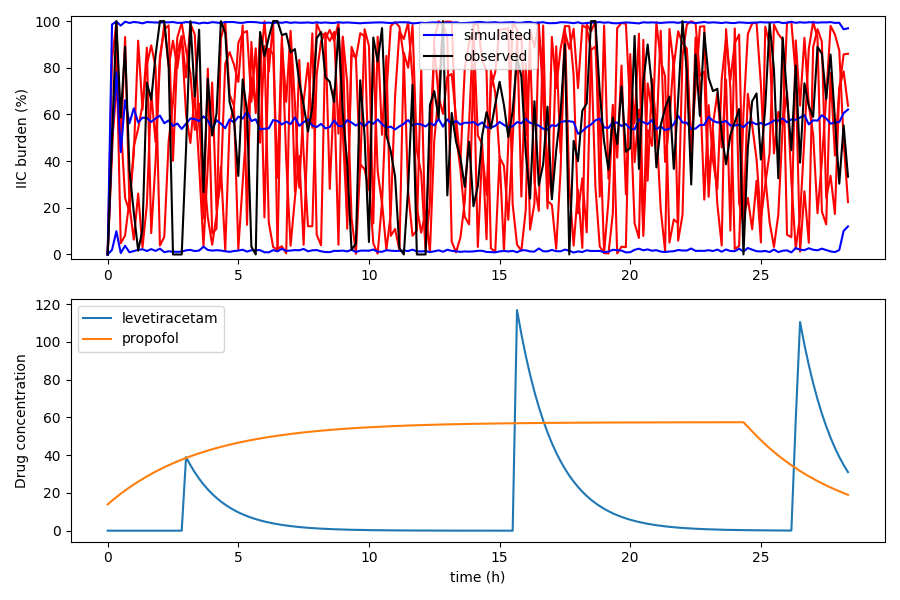 100
80
60
40
20
0
IIC burden (%)
simulated
observed
0 5 10 15 20 25
120
100
80
60
40
20
0
Drug concentration
levetiracetam
propofol
0 5 10 15 20 25
time (h)